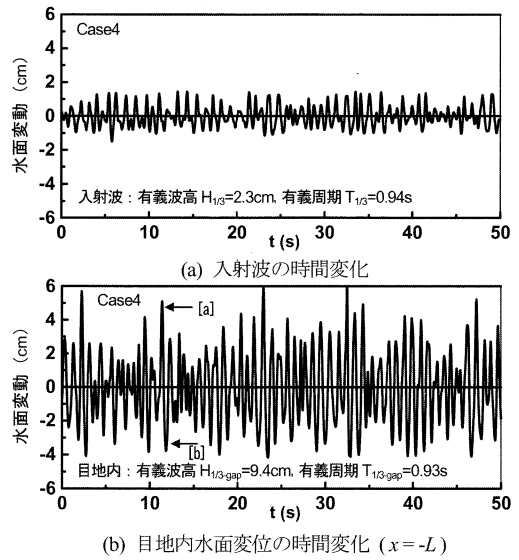 Case4
水面変動（cm）
6
4
2
0
-2
-4
-6
入射波：有義波高 H1/3=2.3cm, 有義周期 T1/3=0.94s
0 10 20 30 40 50
t (s)
(a) 入射波の時間変化
Case4
[a]
水面変動（cm）
6
4
2
0
-2
-4
-6
[b]
目地内：有義波高 H1/3-gap=9.4cm, 有義周期 T1/3-gap=0.93s
0 10 20 30 40 50
t (s)
(b) 目地内水面変位の時間変化 ( x = -L )